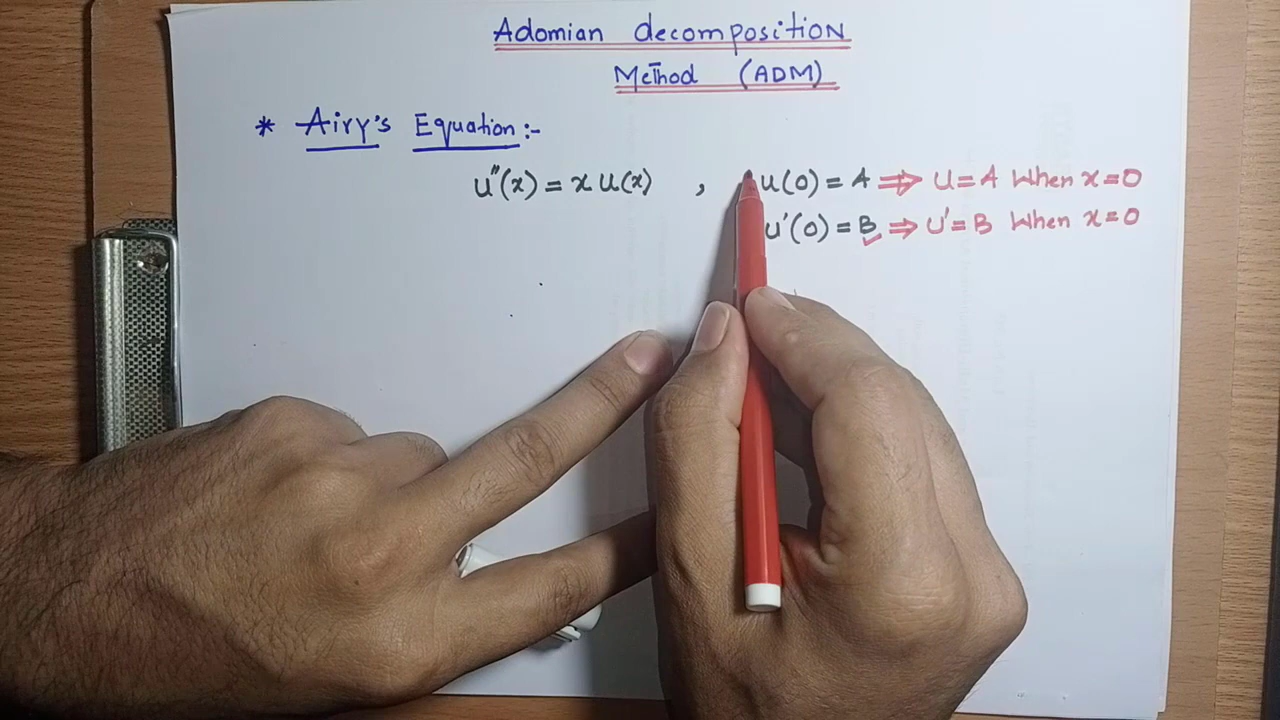 Adomian decomposition
Method (ADM)
* Airy's Equation:-
u''(x) = x u(x) , u(0) = A ⇒ U = A When x = 0
u'(0) = B ⇒ U' = B When x = 0